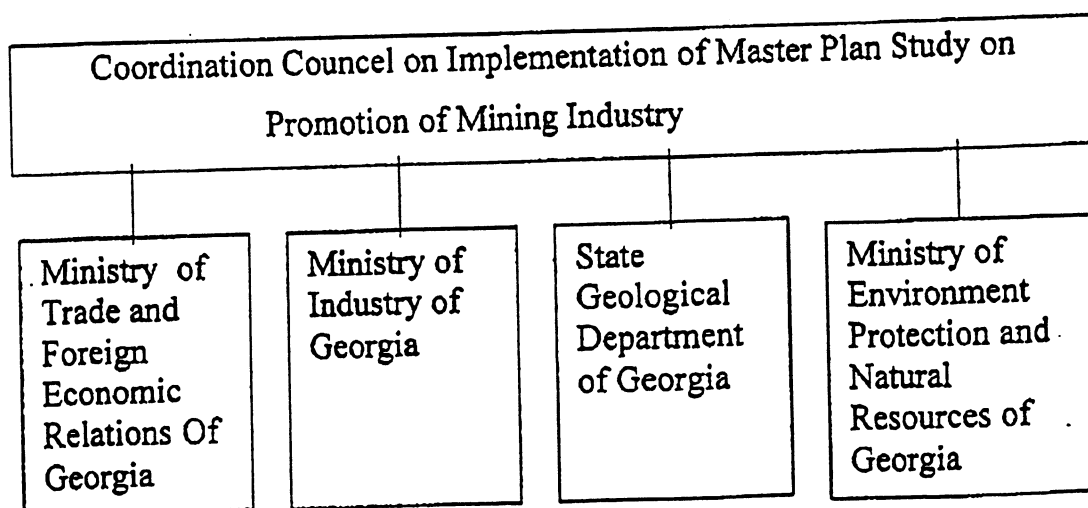 Coordination Councel on Implementation of Master Plan Study on
Promotion of Mining Industry
Ministry of
Trade and
Foreign
Economic
Relations Of
Georgia
Ministry of
Industry of
Georgia
State
Geological
Department
of Georgia
Ministry of
Environment
Protection and
Natural
Resources of
Georgia